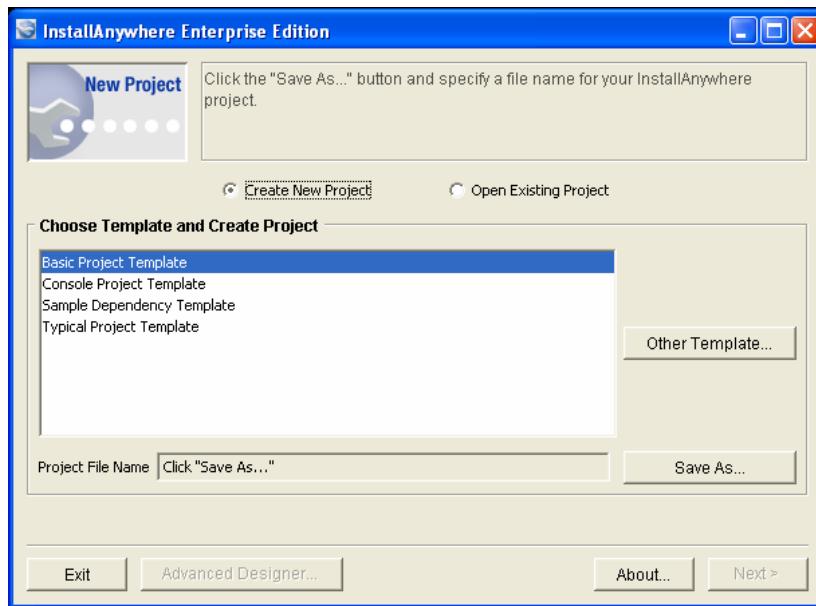 InstallAnywhere Enterprise Edition
New Project
Click the "Save As..." button and specify a file name for your InstallAnywhere
project.
Create New Project
Open Existing Project
Choose Template and Create Project
Basic Project Template
Console Project Template
Sample Dependency Template
Typical Project Template
Other Template...
Project File Name
Click "Save As..."
Save As...
Exit
Advanced Designer...
About...
Next >